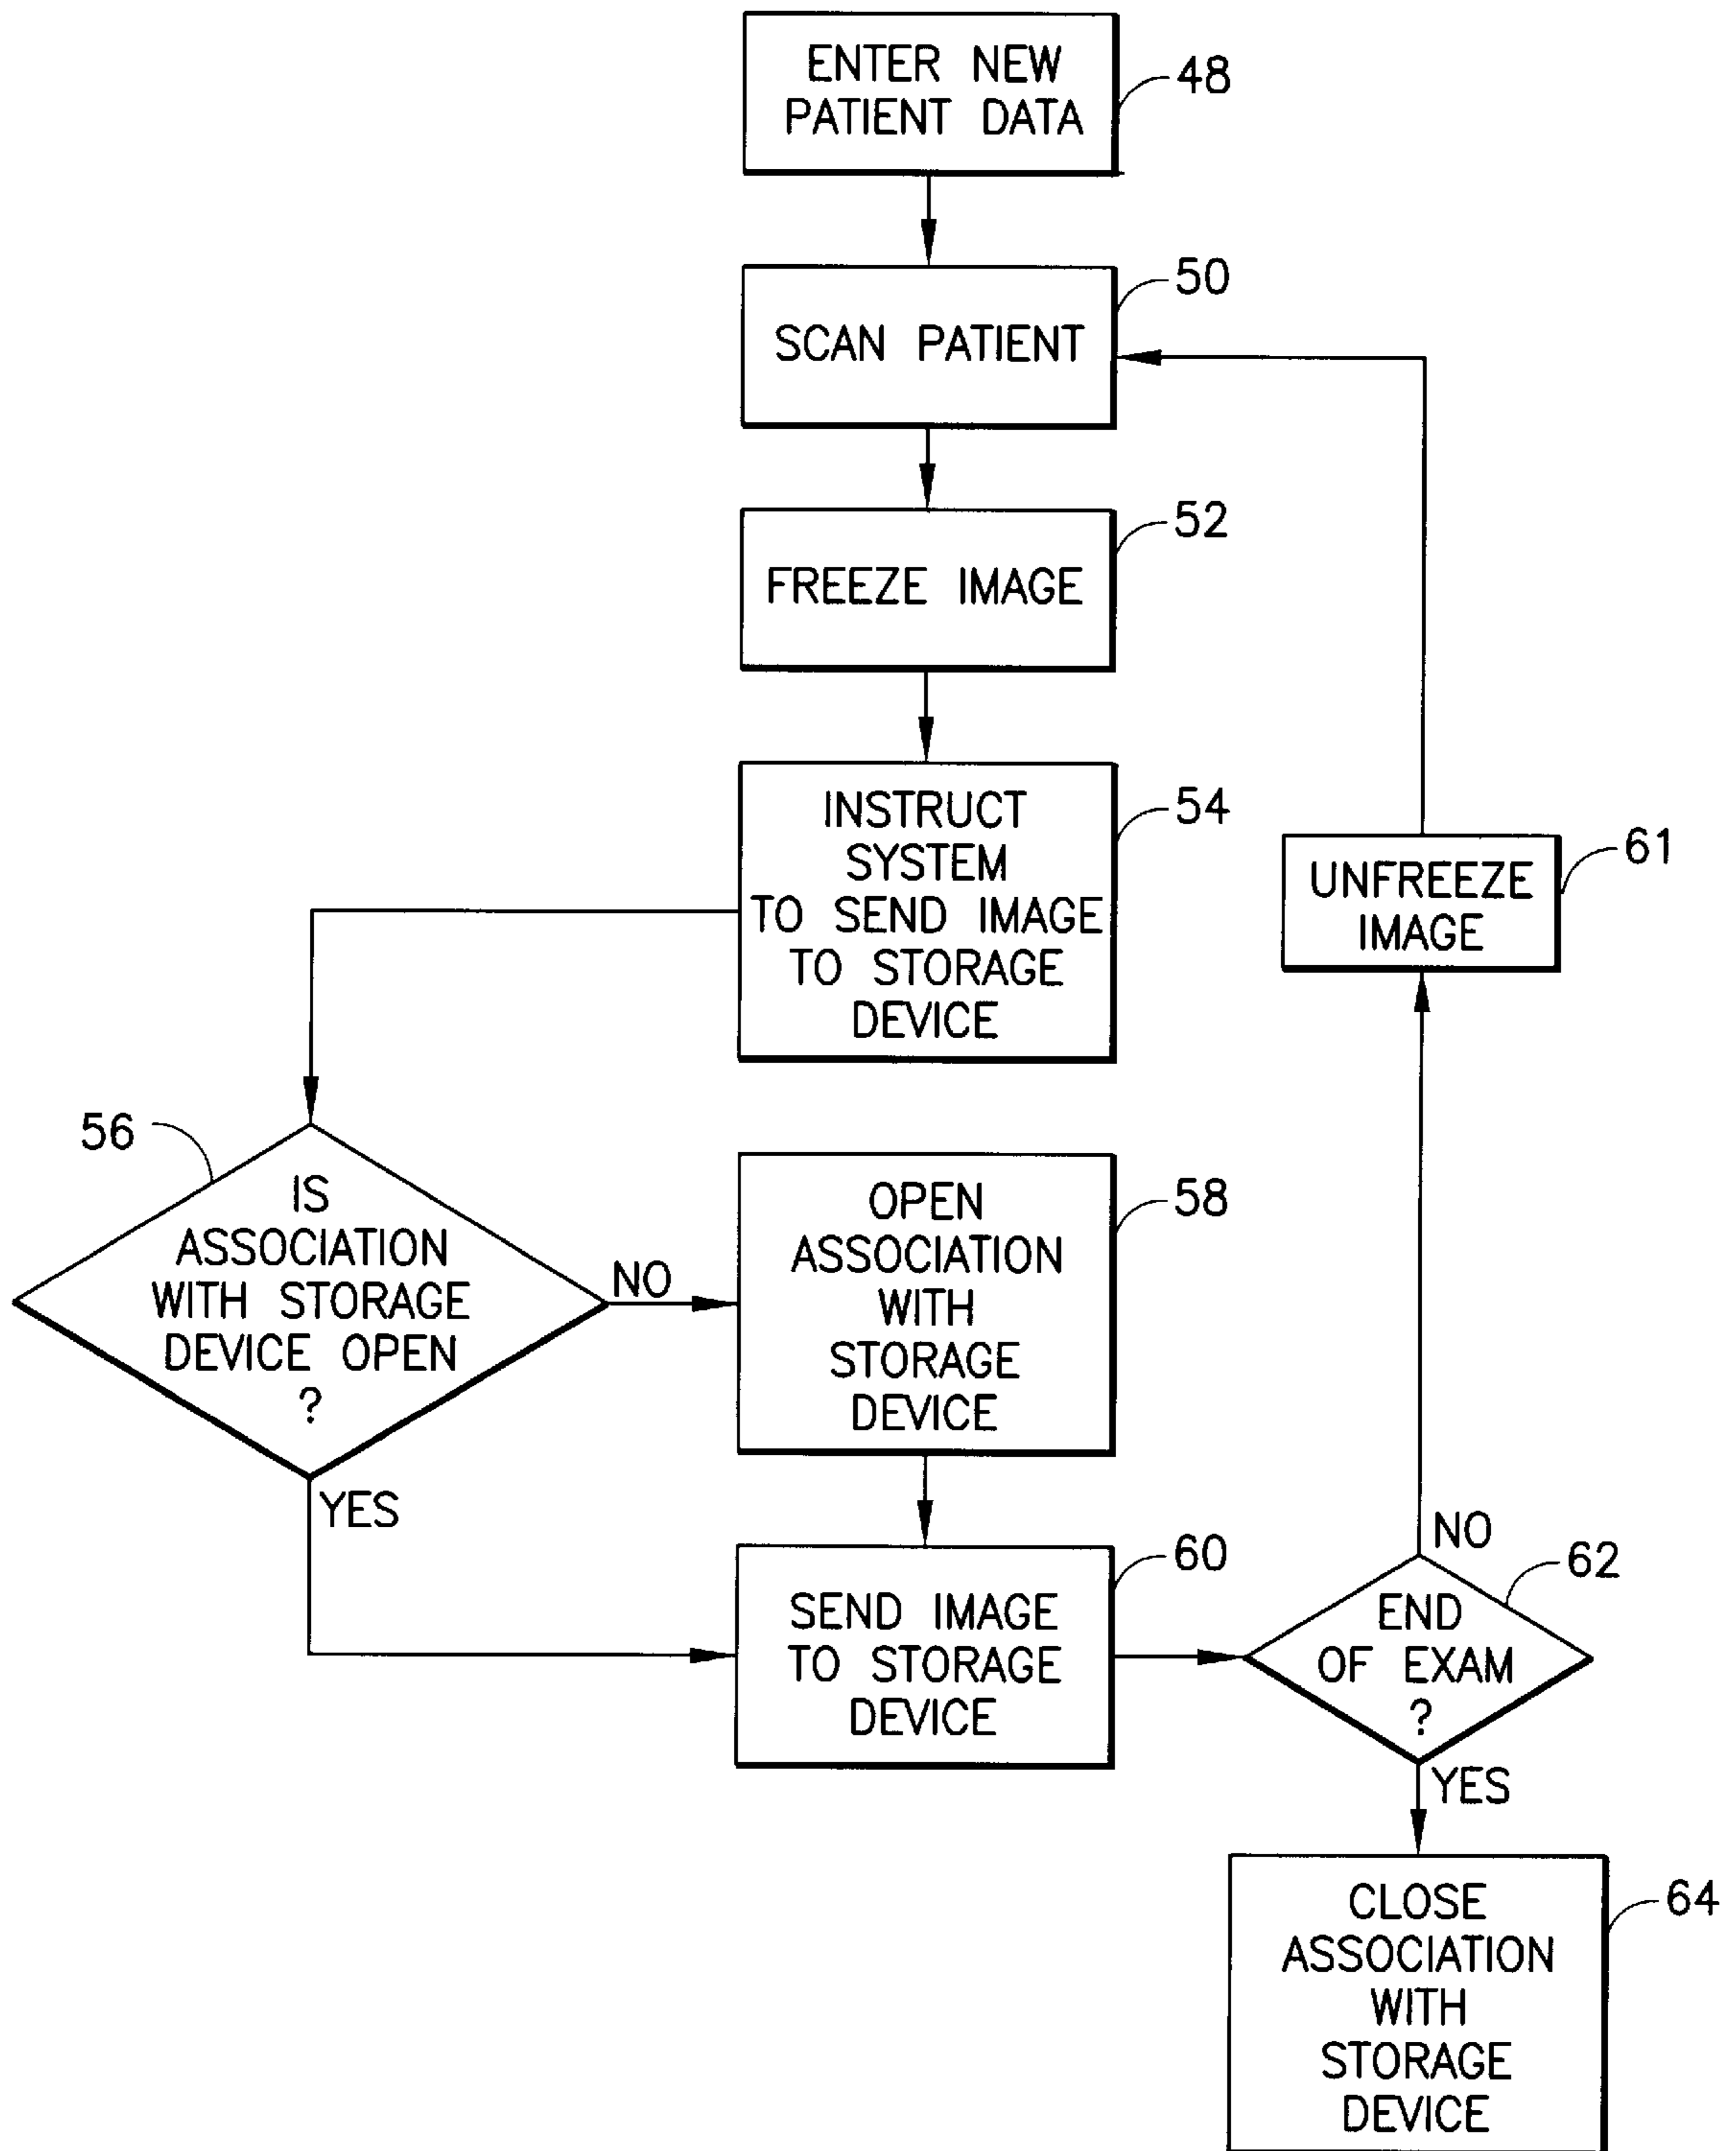 ENTER NEW
PATIENT DATA
48
SCAN PATIENT
50
FREEZE IMAGE
52
INSTRUCT
SYSTEM
TO SEND IMAGE
TO STORAGE
DEVICE
54
UNFREEZE
IMAGE
61
56
IS
ASSOCIATION
WITH STORAGE
DEVICE OPEN
?
NO
YES
OPEN
ASSOCIATION
WITH
STORAGE
DEVICE
58
SEND IMAGE
TO STORAGE
DEVICE
60
NO
END
OF EXAM
?
62
YES
CLOSE
ASSOCIATION
WITH
STORAGE
DEVICE
64